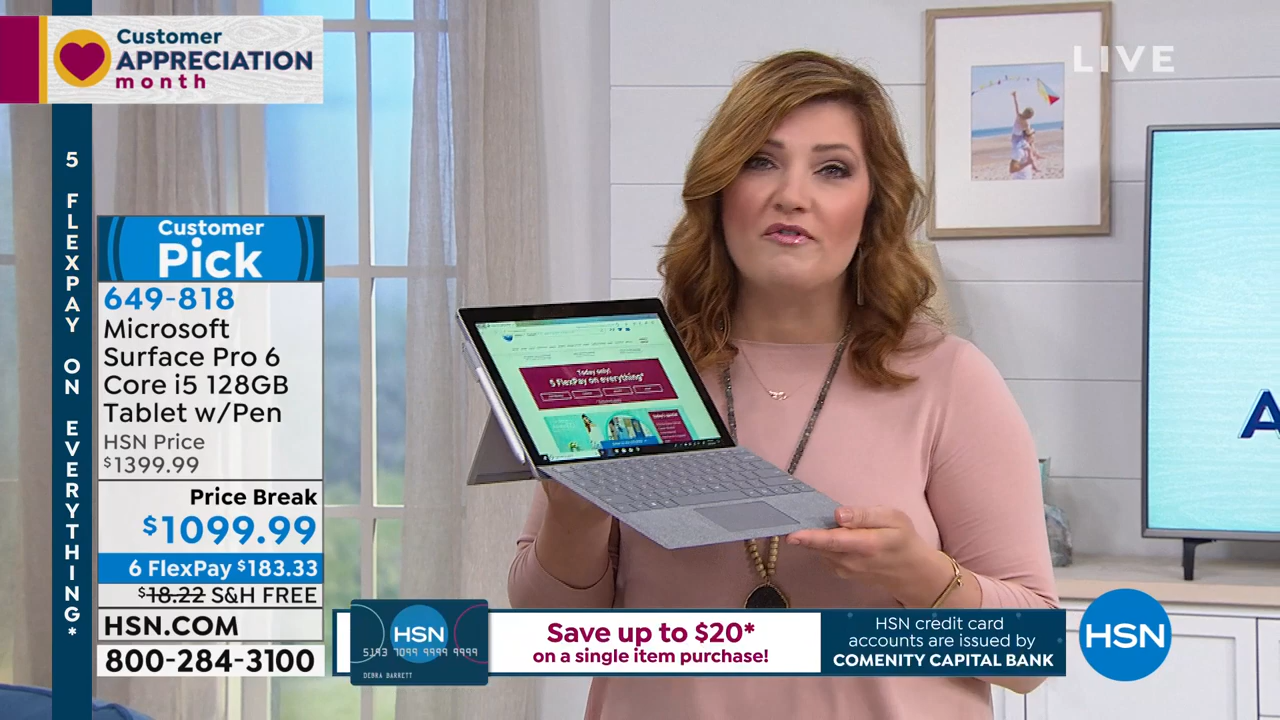 Customer
APPRECIATION
month
LIVE
5 FLEXPAY ON EVERYTHING*
Customer
Pick
649-818
Microsoft
Surface Pro 6
Core i5 128GB
Tablet w/Pen
HSN Price
$1399.99
Price Break
$1099.99
6 FlexPay $183.33
$18.22 S&H FREE
HSN.COM
800-284-3100
Today only!
5 FlexPay on everything*
A
HSN
5193 7099 9999 9999
DEBRA BARRETT
Save up to $20*
on a single item purchase!
HSN credit card
accounts are issued by
COMENITY CAPITAL BANK
HSN